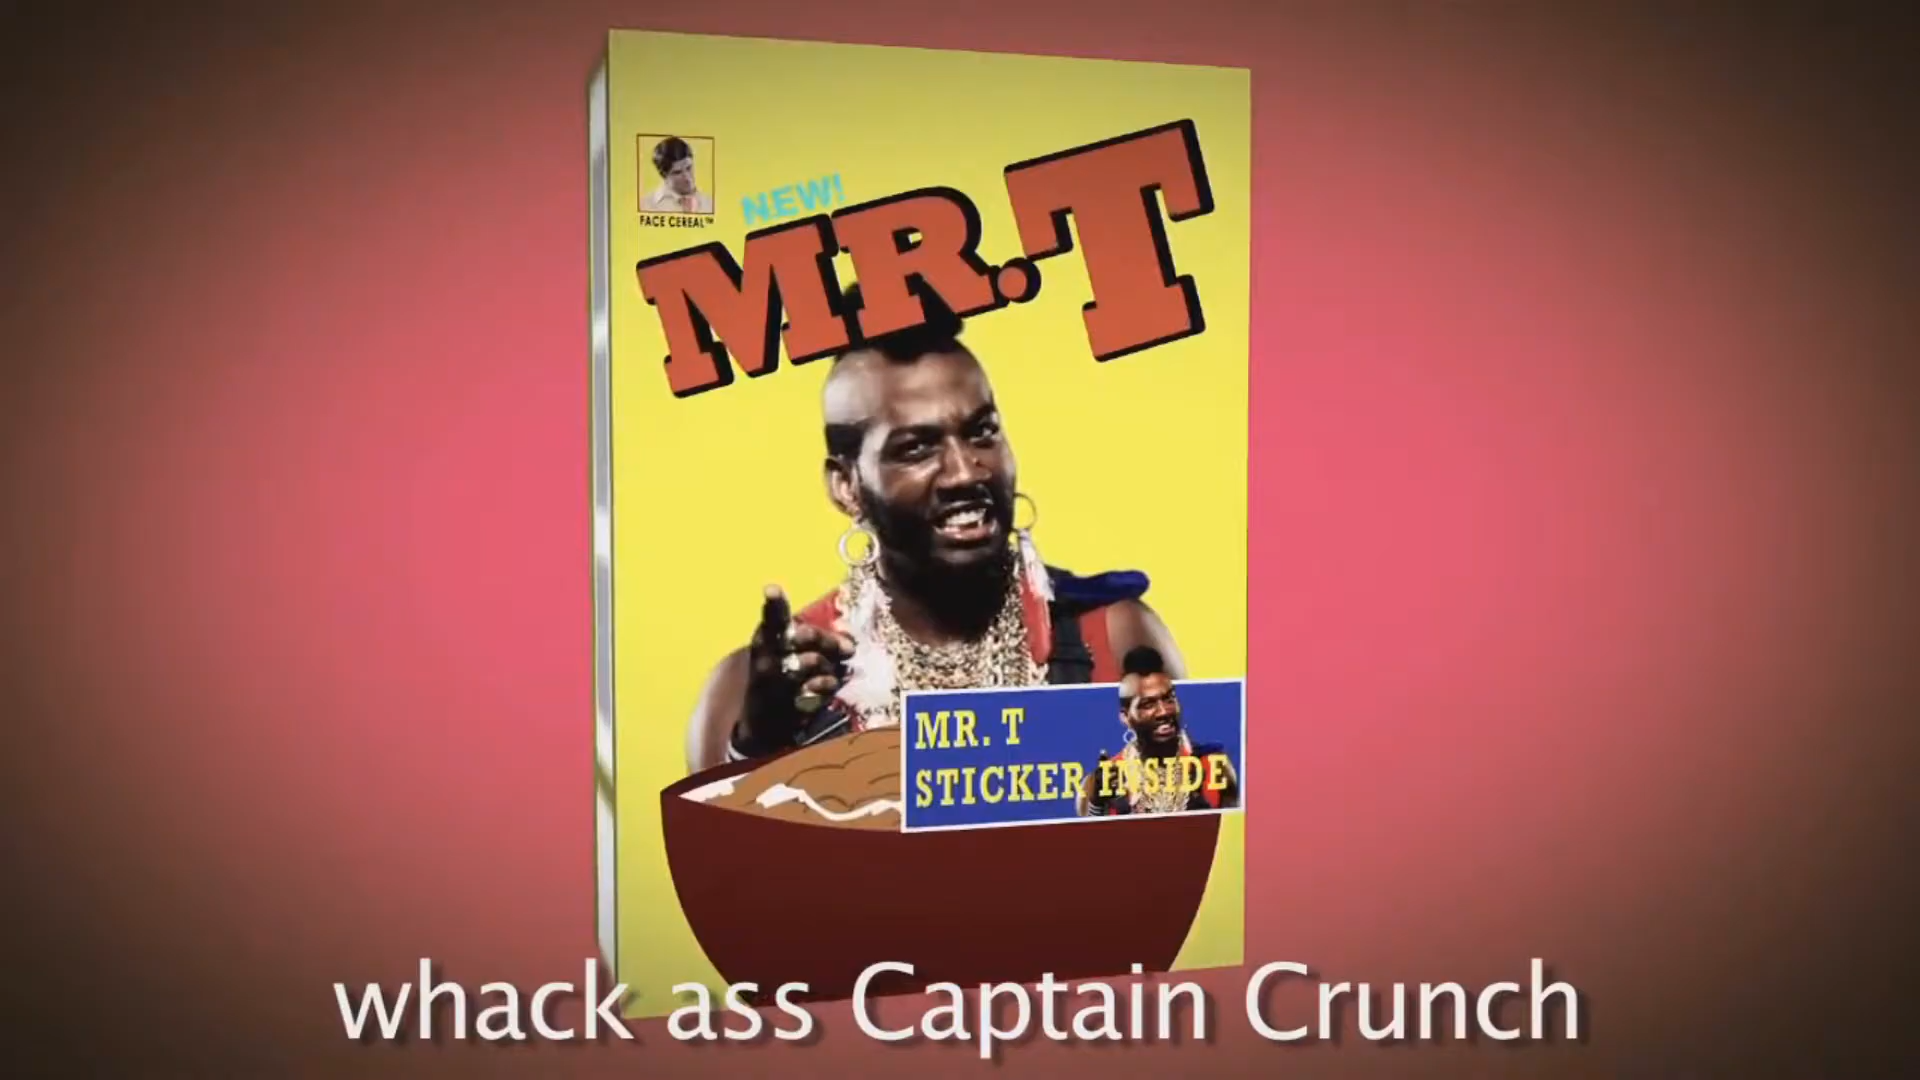 FACE CEREAL™
NEW!
MR. T
MR. T
STICKER INSIDE
whack ass Captain Crunch